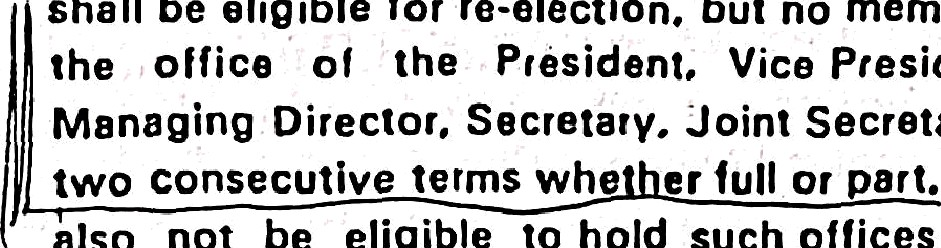 shall be eligible for re-election, but no mem
the office of the President, Vice Presi
Managing Director, Secretary, Joint Secret
two consecutive terms whether full or part.
also not be eligible to hold such offices